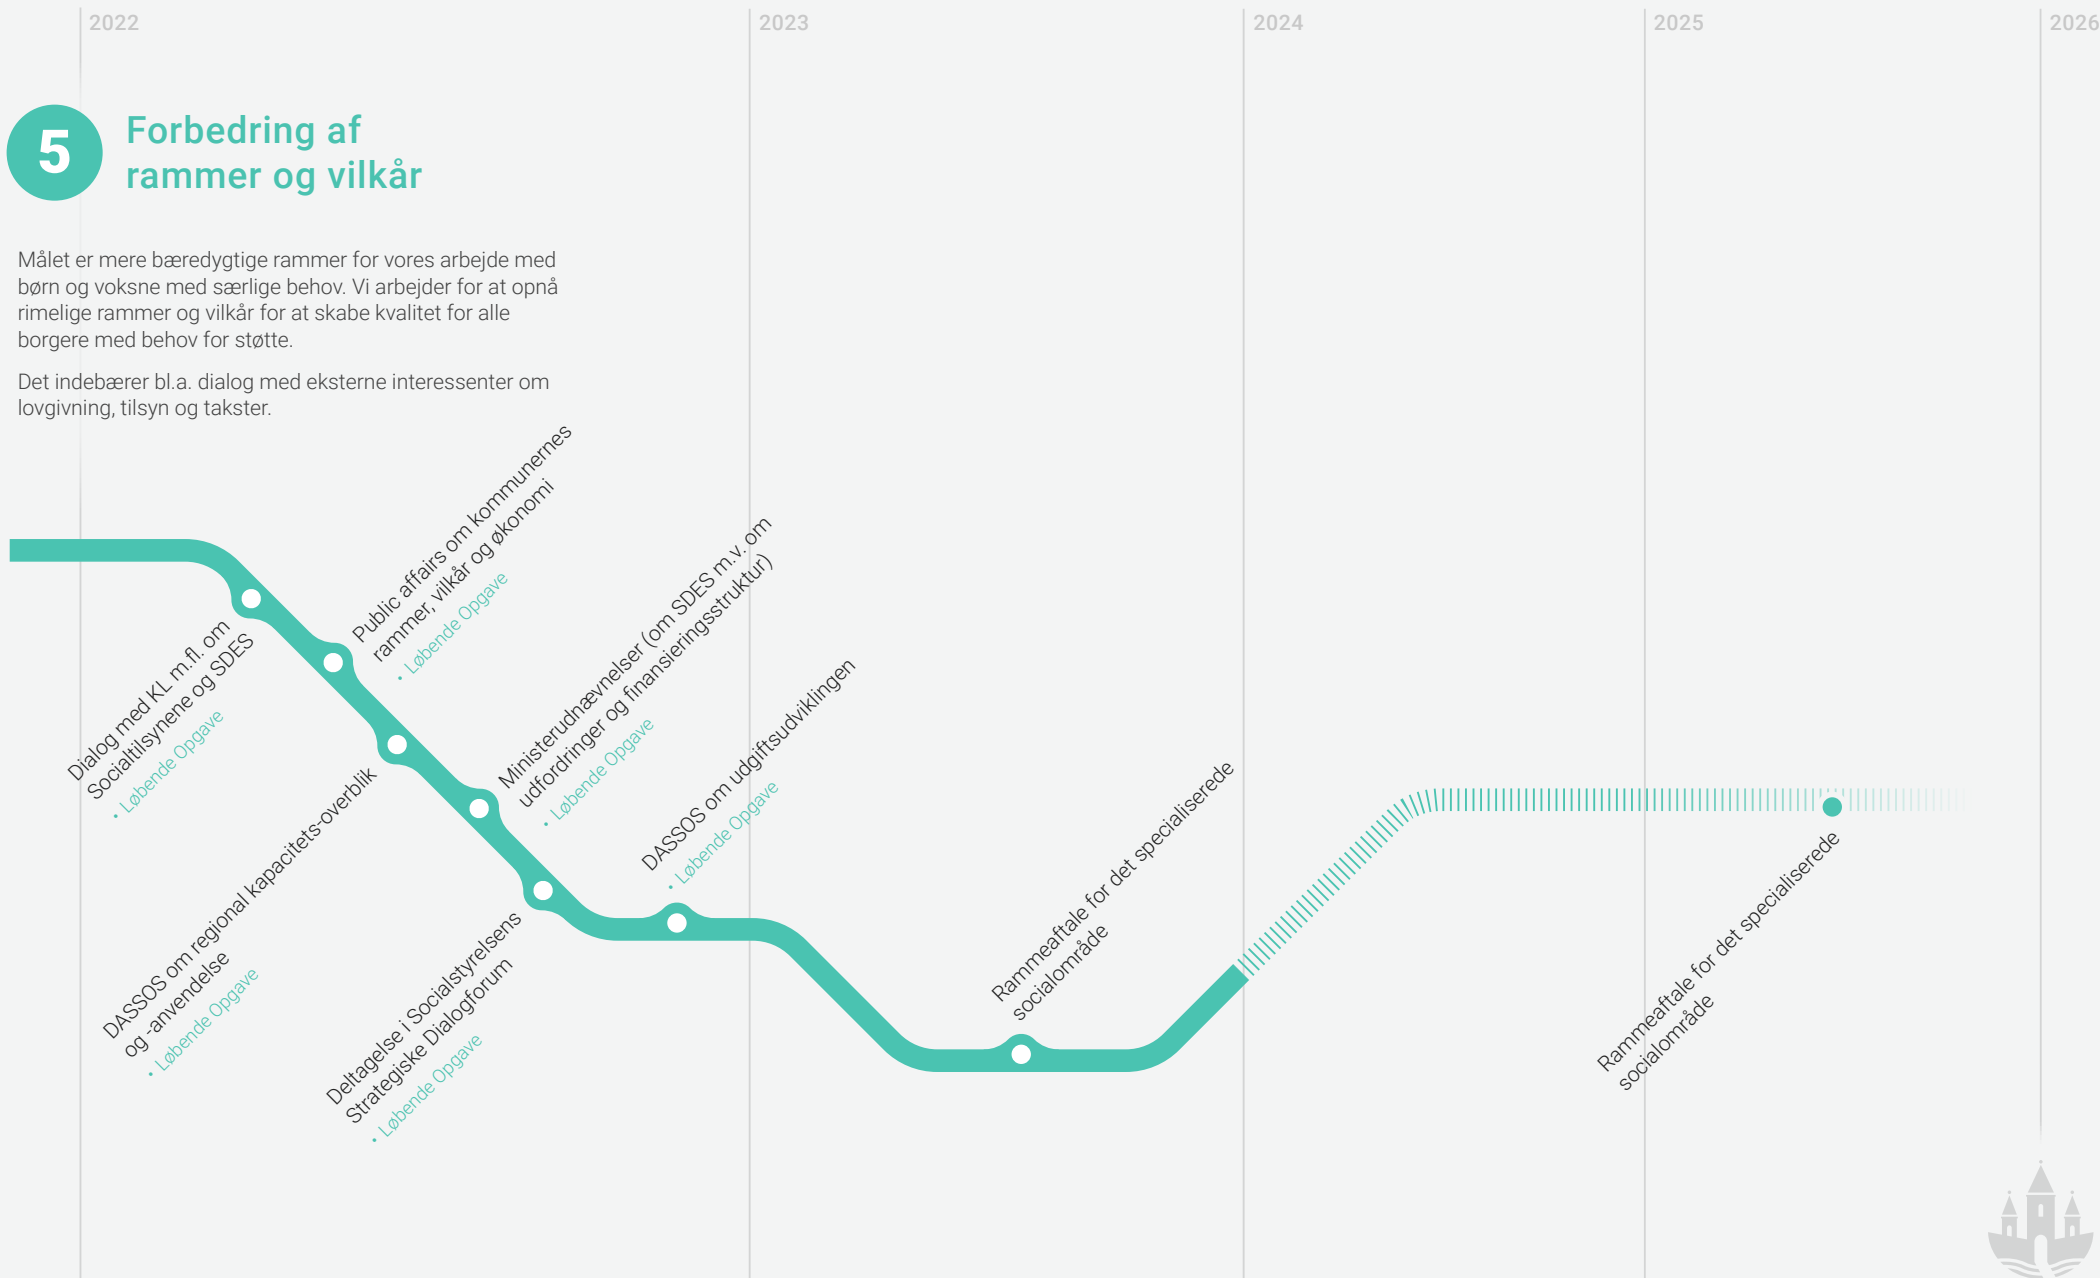 2022
2023
2024
2025
2026
5
Forbedring af
rammer og vilkår
Målet er mere bæredygtige rammer for vores arbejde med
børn og voksne med særlige behov. Vi arbejder for at opnå
rimelige rammer og vilkår for at skabe kvalitet for alle
borgere med behov for støtte.
Det indebærer bl.a. dialog med eksterne interessenter om
lovgivning, tilsyn og takster.
Dialog med KL m.fl. om
Socialtilsynene og SDES
• Løbende Opgave
Public affairs om kommunernes
rammer, vilkår og økonomi
• Løbende Opgave
DASSOS om regional kapacitets-overblik
og -anvendelse
• Løbende Opgave
Ministerudnævnelser (om SDES m.v. om
udfordringer og finansieringsstruktur)
• Løbende Opgave
Deltagelse i Socialstyrelsens
Strategiske Dialogforum
• Løbende Opgave
DASSOS om udgiftsudviklingen
• Løbende Opgave
Rammeaftale for det specialiserede
socialområde
Rammeaftale for det specialiserede
socialområde